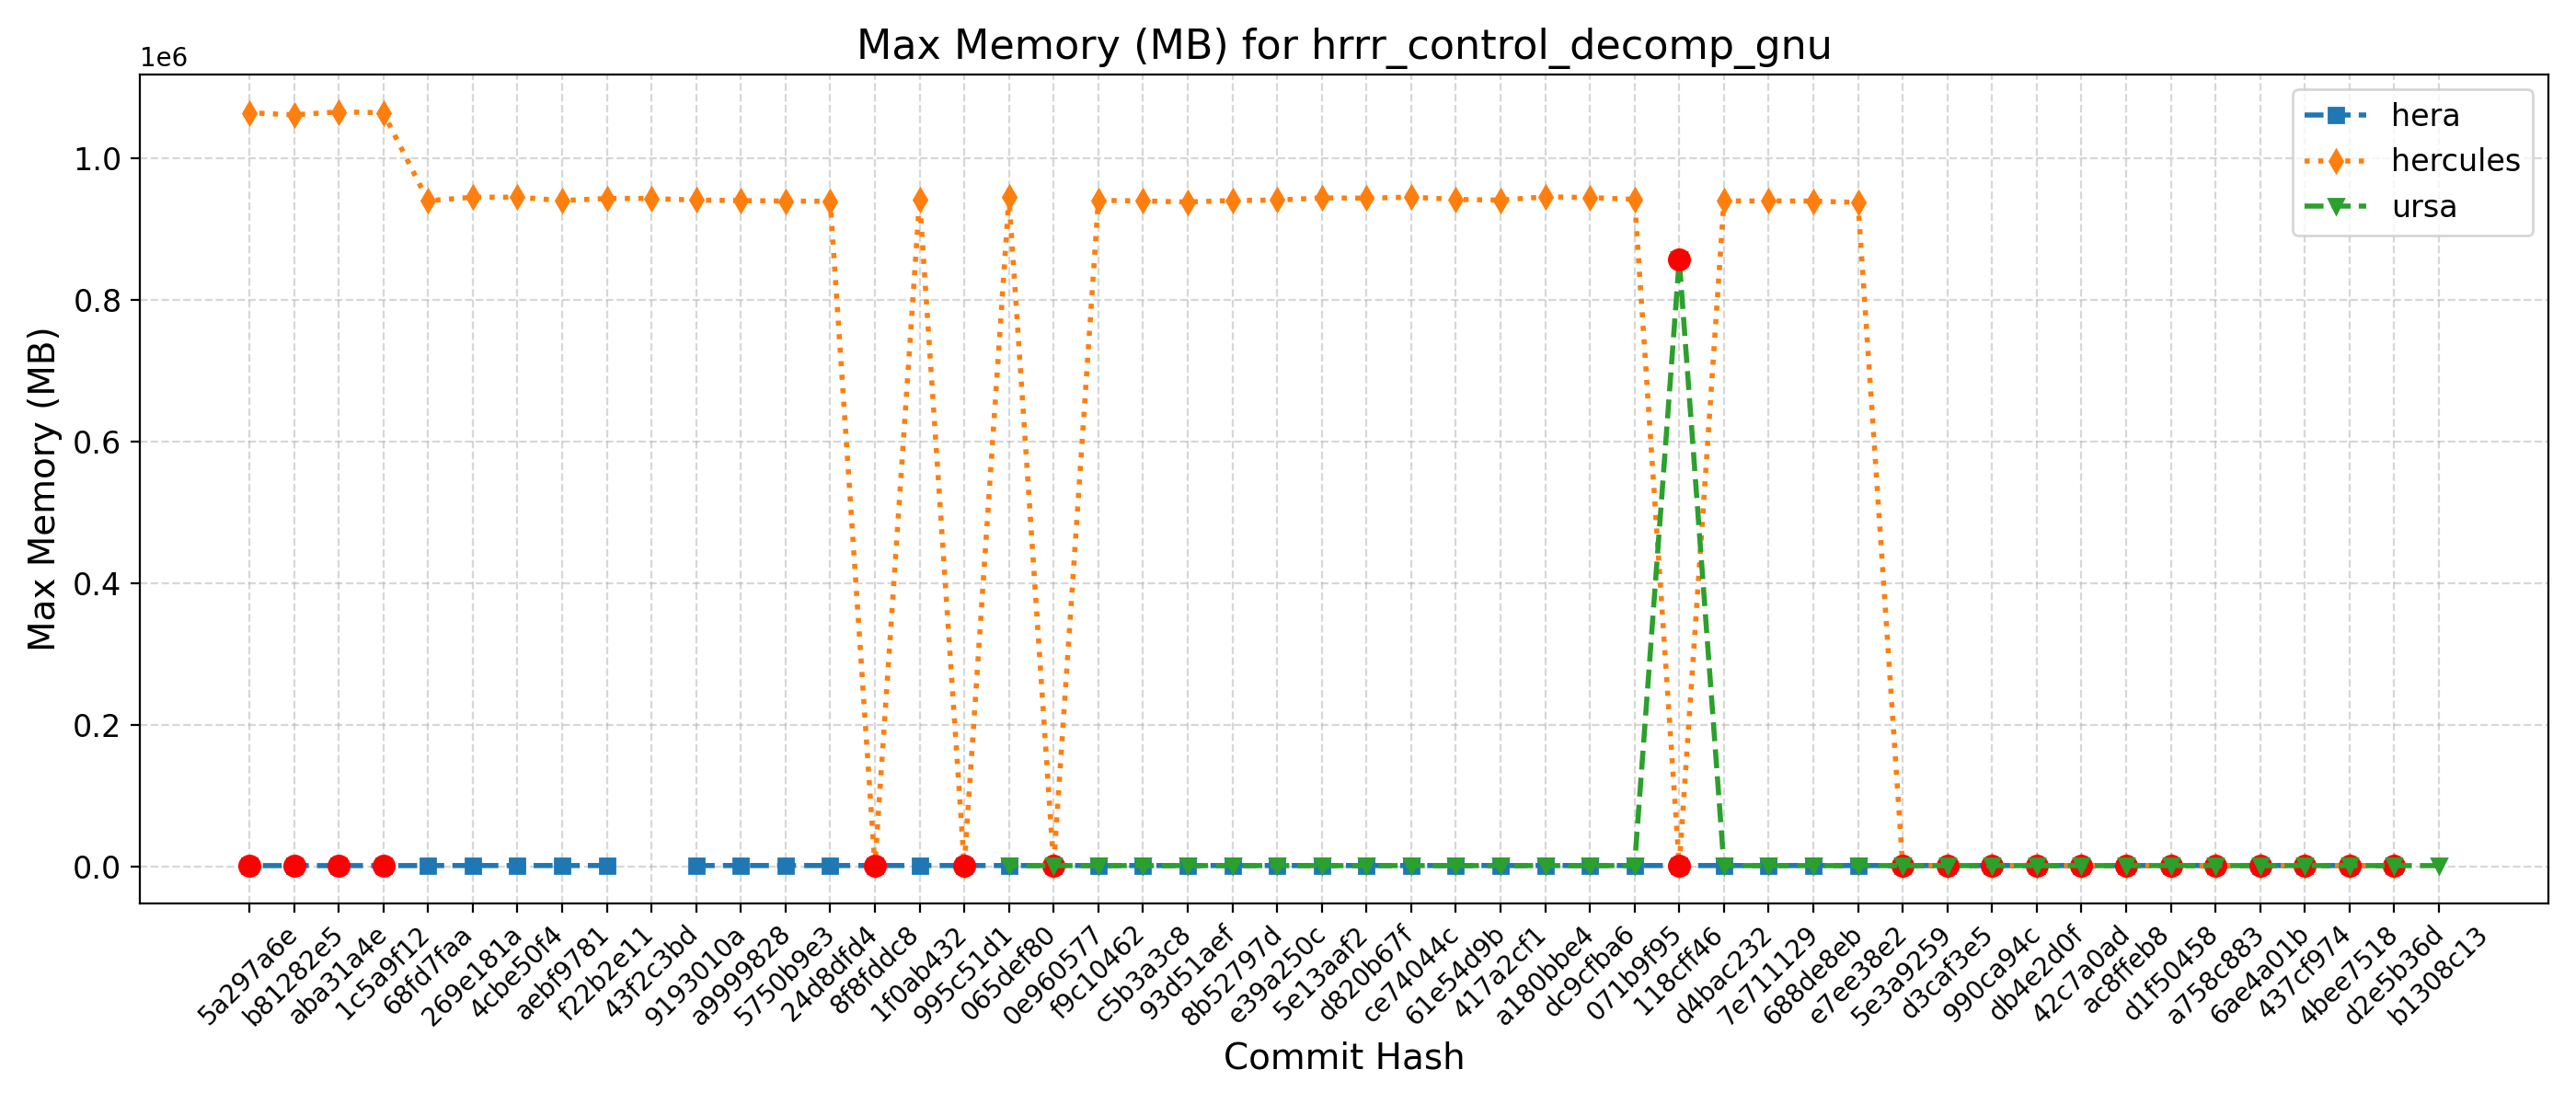 Max Memory (MB) for hrrr_control_decomp_gnu
1e6
hera
hercules
ursa
1.0
0.8
0.6
0.4
0.2
0.0
Max Memory (MB)
5a297a6e
b81282e5
aba31a4e
1c5a9f12
68fd7faa
269e181a
4cbe50f4
aebf9781
f22b2e11
43f2c3bd
9193010a
a9999828
5750b9e3
24d8dfd4
8f8fddc8
1f0ab432
995c51d1
065def80
0e960577
f9c10462
c5b3a3c8
93d51aef
8b52797d
e39a250c
5e13aaf2
d820b67f
ce74044c
61e54d9b
417a2cf1
a180bbe4
dc9cfba6
071b9f95
118cff46
d4bac232
7e711129
688de8eb
e7ee38e2
5e3a9259
d3caf3e5
990ca94c
db4e2d0f
42c7a0ad
ac8ffeb8
d1f50458
a758c883
6ae4a01b
437cf974
4bee7518
d2e5b36d
b1308c13
Commit Hash